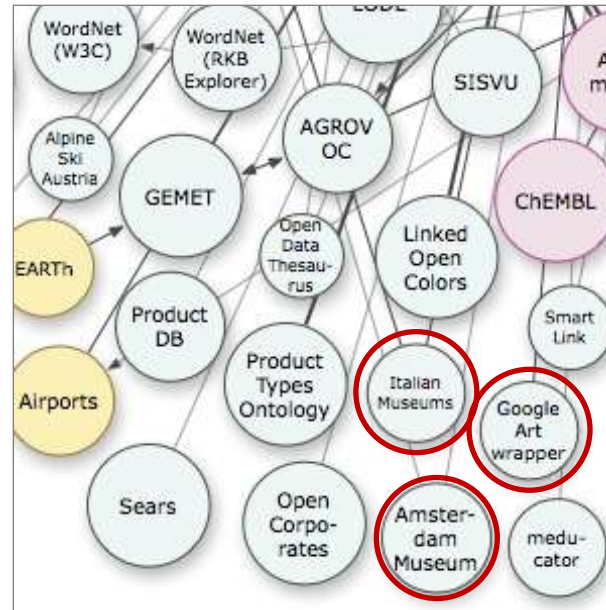 LODE
WordNet
(W3C)
WordNet
(RKB
Explorer)
SISVU
AGROV
OC
Alpine
Ski
Austria
GEMET
ChEMBL
Open
Data
Thesau-
rus
Linked
Open
Colors
EARTh
Product
DB
Smart
Link
Product
Types
Ontology
Italian
Museums
Airports
Google
Art
wrapper
Sears
Open
Corpo-
rates
Amster-
dam
Museum
medu-
cator